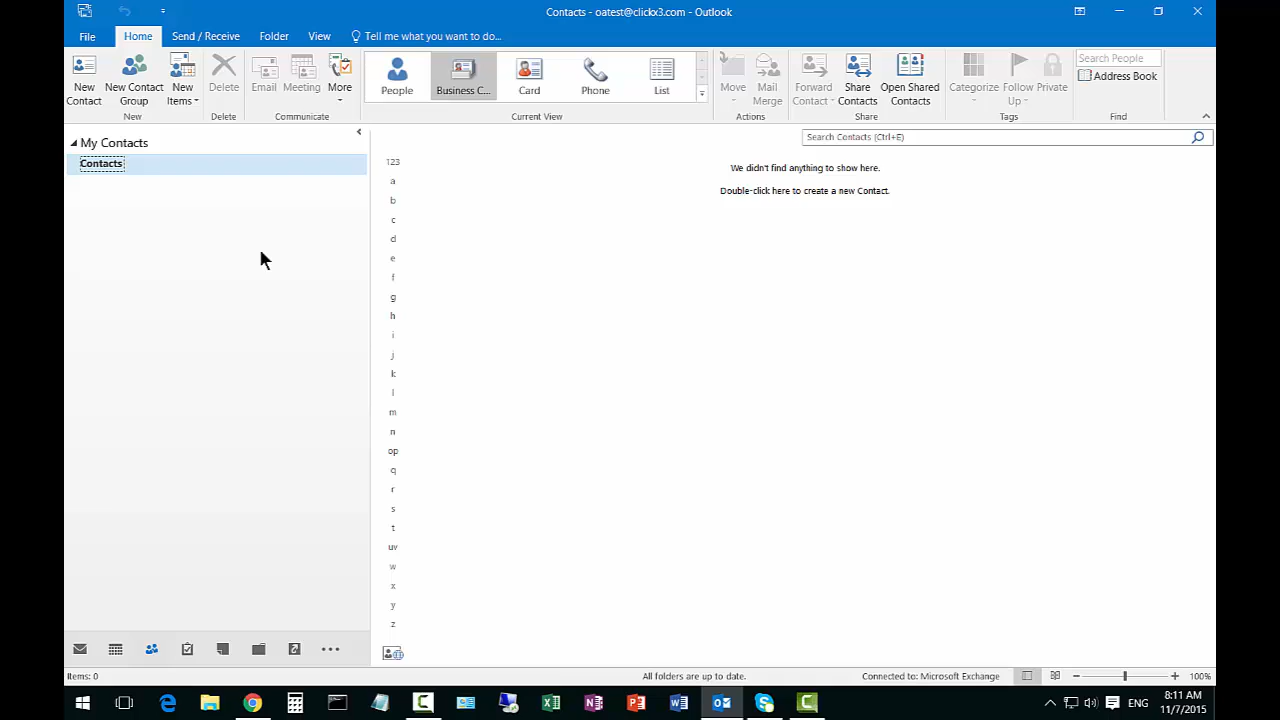 Contacts - oatest@clickx3.com - Outlook
File Home Send / Receive Folder View Tell me what you want to do...
New Contact
New Contact Group
New Items
Delete
Email
Meeting
More
People
Business C...
Card
Phone
List
Move
Mail Merge
Forward Contact
Share Contacts
Open Shared Contacts
Categorize
Follow Up
Private
Search People
Address Book
New
Delete
Communicate
Current View
Actions
Share
Tags
Find
My Contacts
Contacts
Search Contacts (Ctrl+E)
We didn't find anything to show here.
Double-click here to create a new Contact.
123
a
b
c
d
e
f
g
h
i
j
k
l
m
n
op
q
r
s
t
uv
w
x
y
z
Items: 0
All folders are up to date.
Connected to: Microsoft Exchange
100%
ENG
8:11 AM
11/7/2015